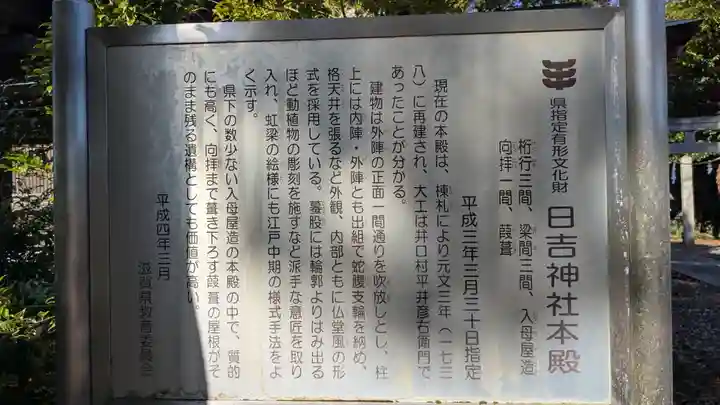 県指定有形文化財 日吉神社本殿
桁行三間、梁間三間、入母屋造
向拝一間、葭葺
平成三年三月三十日指定
現在の本殿は、棟札により元文三年(一七三
八)に再建され、大工は井口村平井彦右衛門で
あったことが分かる。
建物は外陣の正面一間通りを吹放しとし、柱
上には内陣・外陣とも出組で蛇腹支輪を納め、
格天井を張るなど外観、内部ともに仏堂風の形
式を採用している。蟇股には輪郭よりはみ出る
ほど動植物の彫刻を施すなど派手な意匠を取り
入れ、虹梁の絵様にも江戸中期の様式手法をよ
く示す。
県下の数少ない入母屋造の本殿の中で、質的
にも高く、向拝まで葺き下ろす葭葺の屋根がそ
のまま残る遺構としても価値が高い。
平成四年三月
滋賀県教育委員会